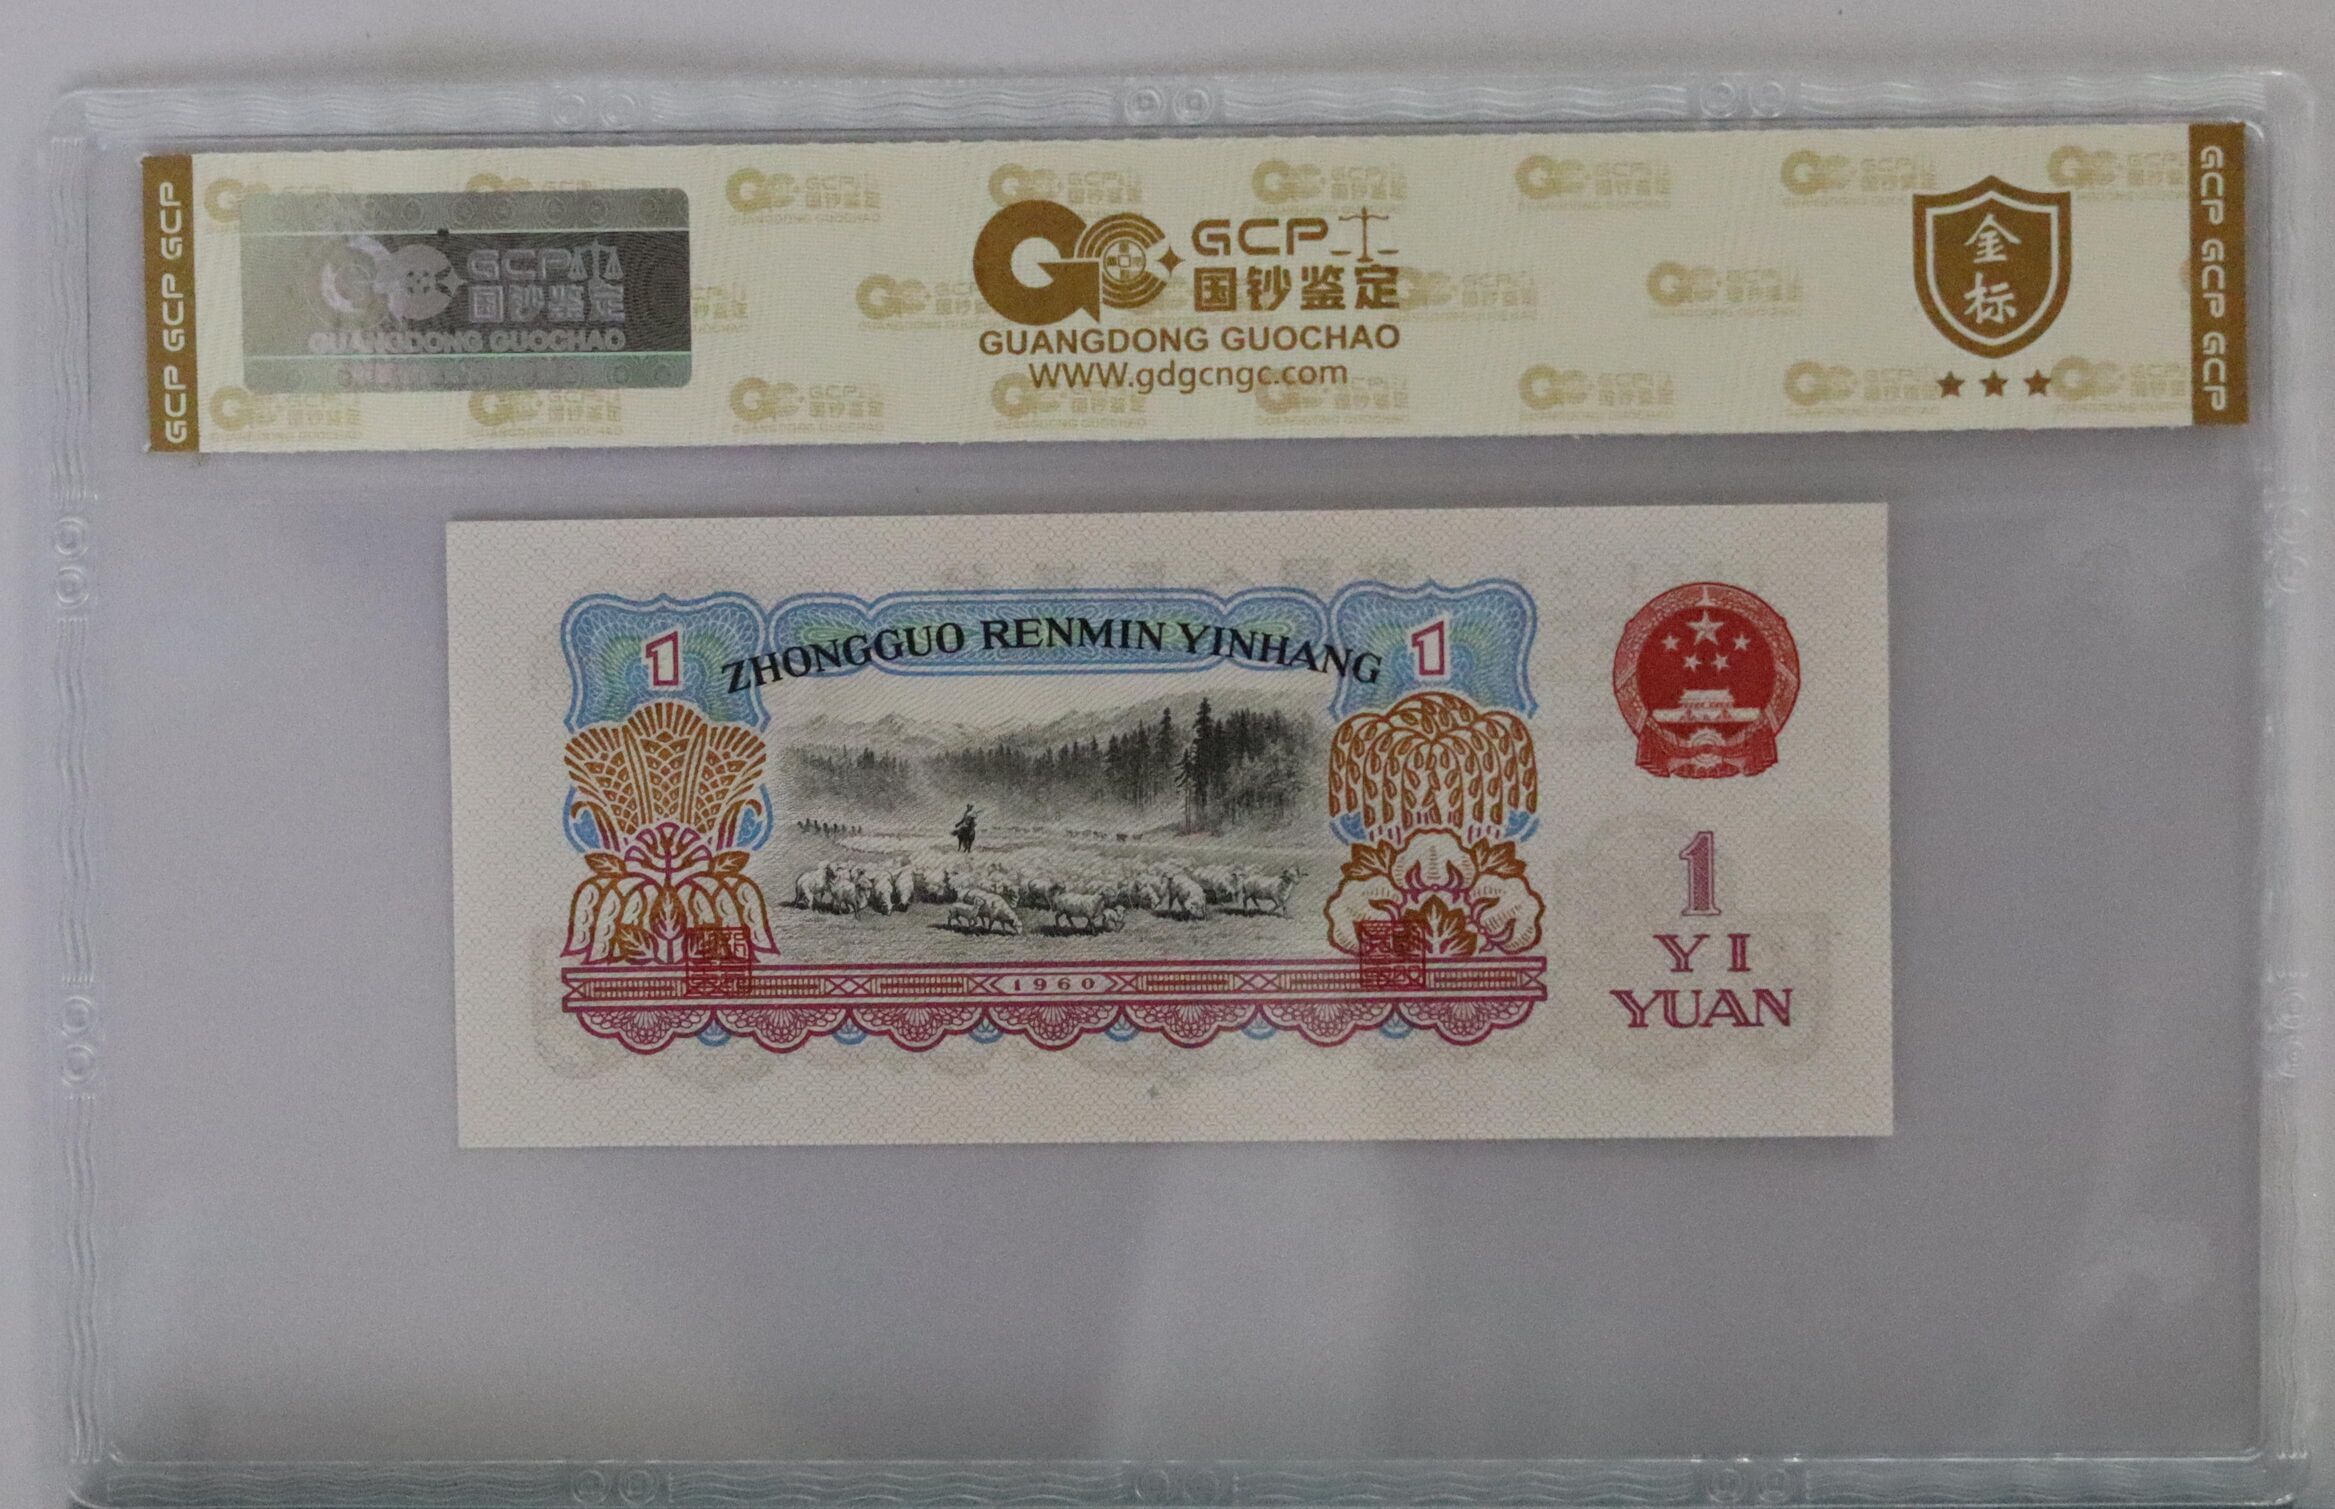 GCP GCP GCP
GCP
国钞鉴定
GUANGDONG GUOCHAO
GCP
国钞鉴定
GUANGDONG GUOCHAO
WWW.gdgcngc.com
金标
GCP GCP GCP
ZHONGGUO RENMIN YINHANG
1
1
1960
1
YI
YUAN